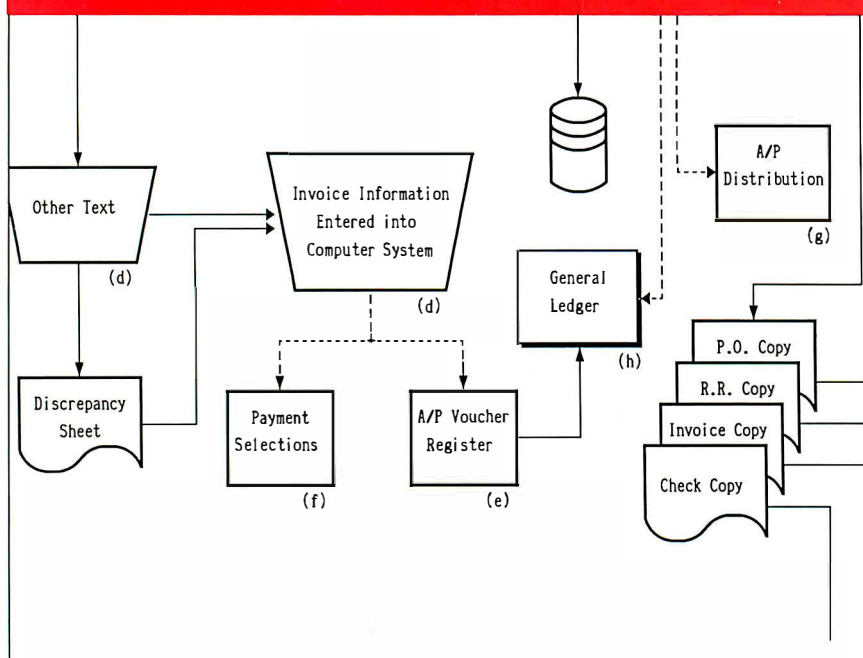 Other Text
(d)
Invoice Information
Entered into
Computer System
(d)
A/P
Distribution
(g)
General
Ledger
(h)
Discrepancy
Sheet
Payment
Selections
(f)
A/P Voucher
Register
(e)
P.O. Copy
R.R. Copy
Invoice Copy
Check Copy